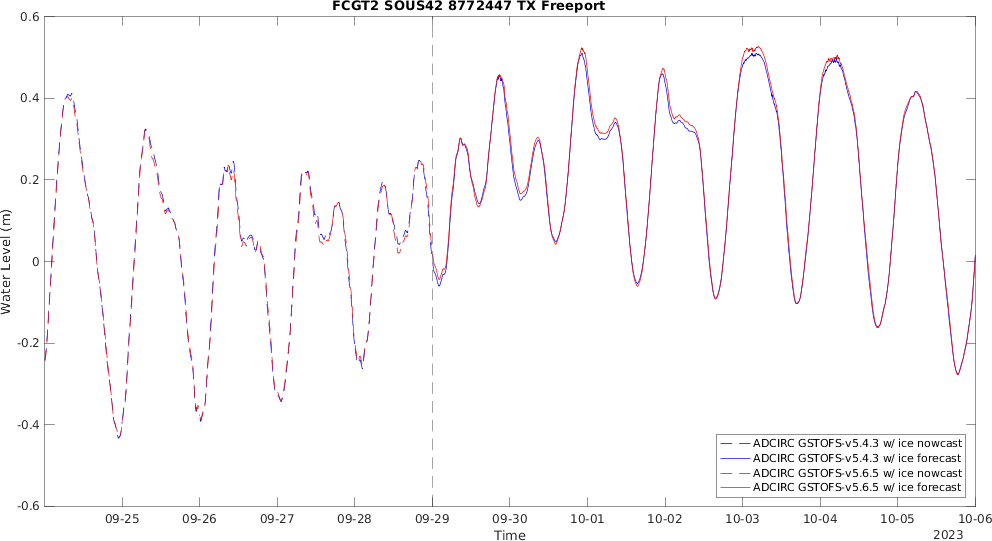 FCGT2 SOUS42 8772447 TX Freeport
Water Level (m)
0.6
0.4
0.2
0
-0.2
-0.4
-0.6
ADCIRC GSTOFS-v5.4.3 w/ ice nowcast
ADCIRC GSTOFS-v5.4.3 w/ ice forecast
ADCIRC GSTOFS-v5.6.5 w/ ice nowcast
ADCIRC GSTOFS-v5.6.5 w/ ice forecast
09-25 09-26 09-27 09-28 09-29 09-30 10-01 10-02 10-03 10-04 10-05 10-06
Time
2023